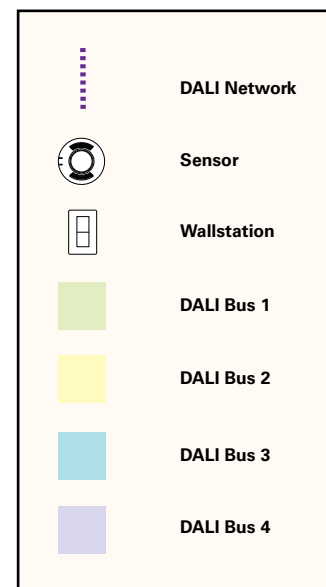 DALI Network
Sensor
Wallstation
DALI Bus 1
DALI Bus 2
DALI Bus 3
DALI Bus 4